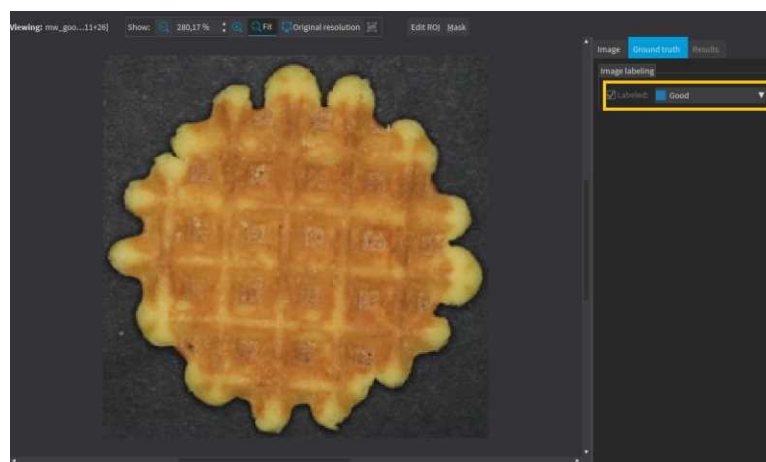 Viewing: mw_goo...11+26] Show: 280,17 % Fit Original resolution Edit ROI Mask
Image Ground truth Results
Image labeling
Labeled: Good